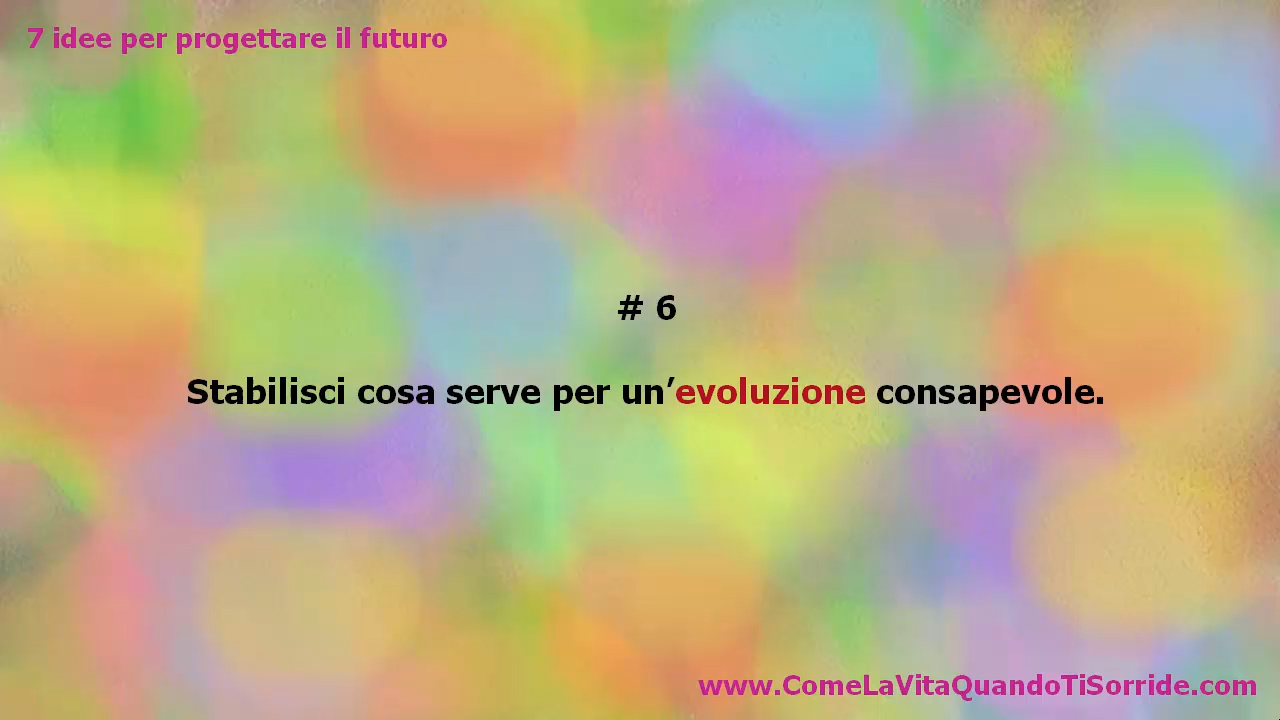 7 idee per progettare il futuro
# 6
Stabilisci cosa serve per un’evoluzione consapevole.
www.ComeLaVitaQuandoTiSorride.com